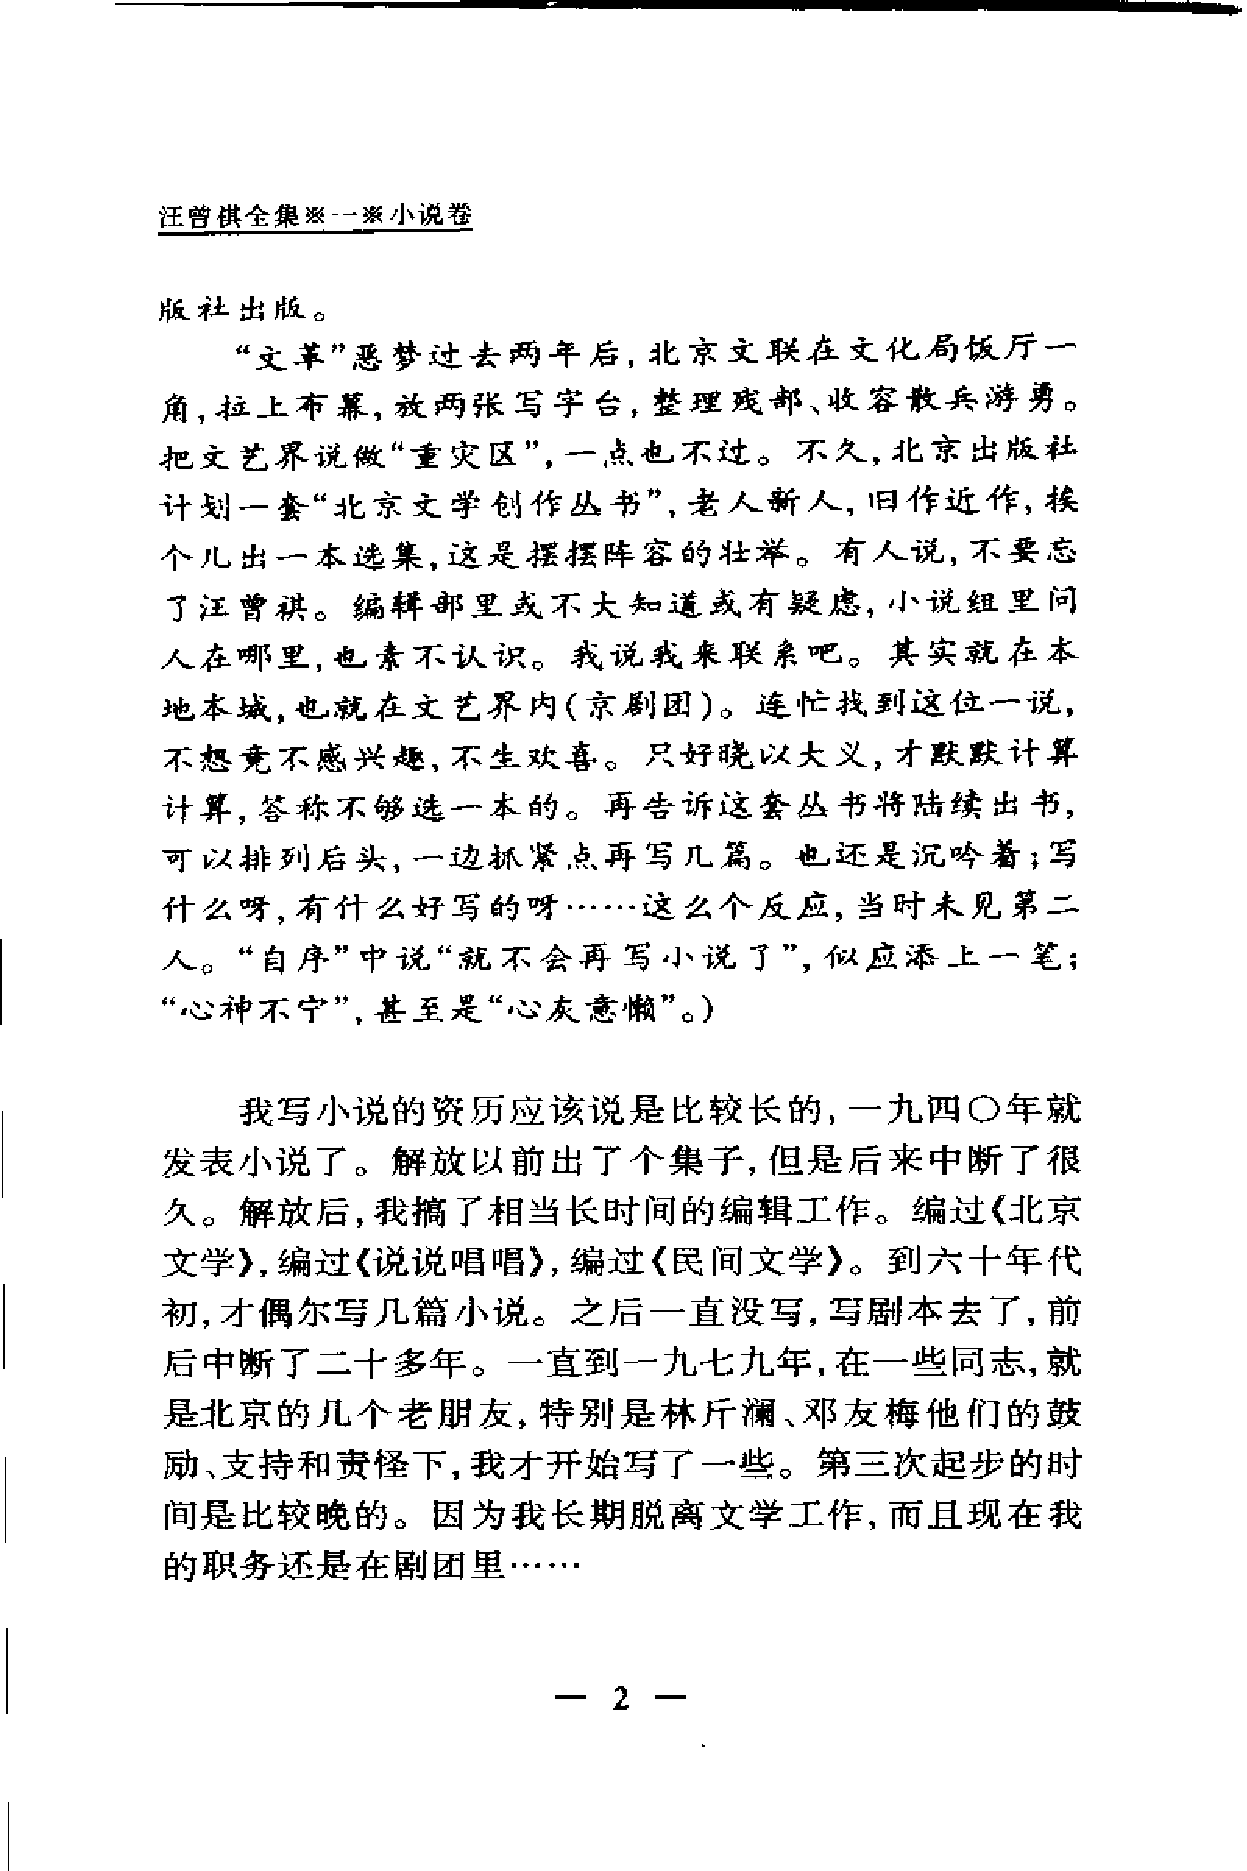 汪曾祺全集※一※小说卷
版社出版。
“文革”恶梦过去两年后,北京文联在文化局饭厅一
角,拉上布幕,放两张写字台,整理残部、收容散兵游勇。
把文艺界说做“重灾区”,一点也不过。不久,北京出版社
计划一套“北京文学创作丛书”,老人新人,旧作近作,挨
个儿出一本选集,这是摆摆阵容的壮举。有人说,不要忘
了汪曾祺。编辑部里或不大知道或有疑虑,小说组里问
人在哪里,也素不认识。我说我来联系吧。其实就在本
地本城,也就在文艺界内(京剧团)。连忙找到这位一说,
不想竟不感兴趣,不生欢喜。只好晓以大义,才默默计算
计算,答称不够选一本的。再告诉这套丛书将陆续出书,
可以排列后头,一边抓紧点再写几篇。也还是沉吟着;写
什么呀,有什么好写的呀……这么个反应,当时未见第二
人。“自序”中说“就不会再写小说了”,似应添上一笔;
“心神不宁”,甚至是“心灰意懒”。)
我写小说的资历应该说是比较长的,一九四〇年就
发表小说了。解放以前出了个集子,但是后来中断了很
久。解放后,我搞了相当长时间的编辑工作。编过《北京
文学》,编过《说说唱唱》,编过《民间文学》。到六十年代
初,才偶尔写几篇小说。之后一直没写,写剧本去了,前
后中断了二十多年。一直到一九七九年,在一些同志,就
是北京的几个老朋友,特别是林斤澜、邓友梅他们的鼓
励、支持和责怪下,我才开始写了一些。第三次起步的时
间是比较晚的。因为我长期脱离文学工作,而且现在我
的职务还是在剧团里……
— 2 —